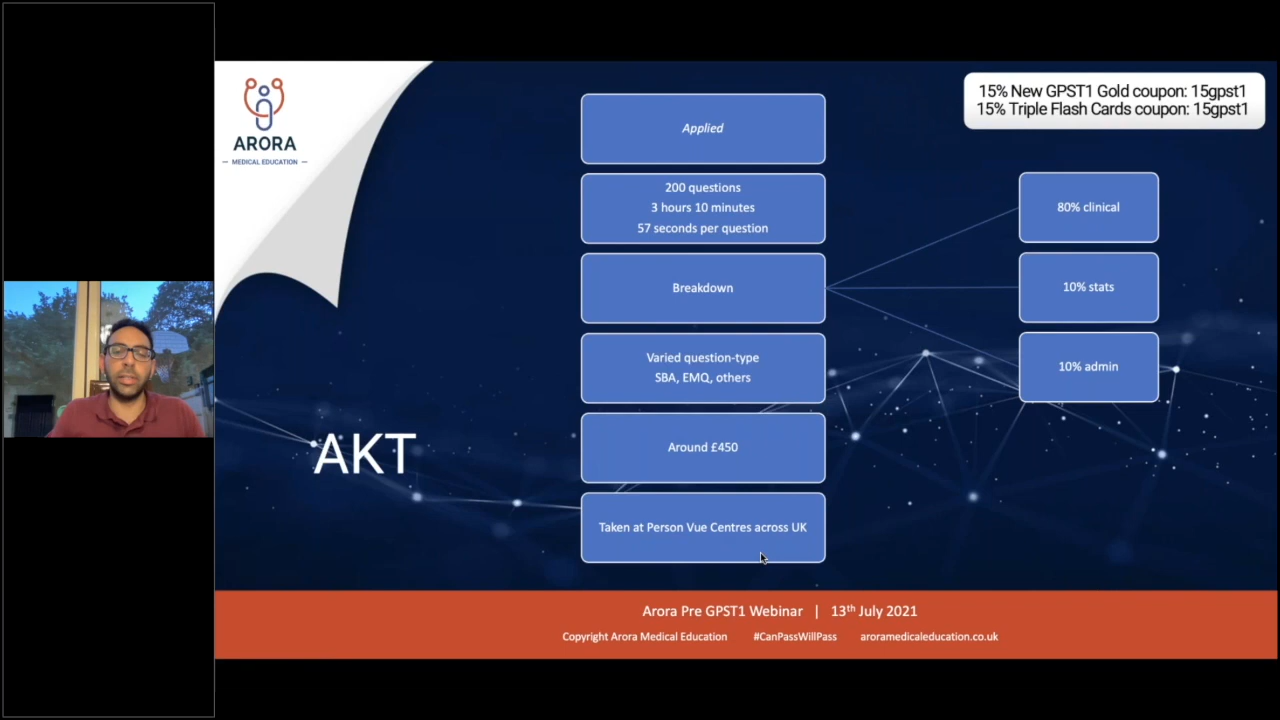 ARORA
MEDICAL EDUCATION
15% New GPST1 Gold coupon: 15gpst1
15% Triple Flash Cards coupon: 15gpst1
AKT
Applied
200 questions
3 hours 10 minutes
57 seconds per question
Breakdown
80% clinical
10% stats
10% admin
Varied question-type
SBA, EMQ, others
Around £450
Taken at Person Vue Centres across UK
Arora Pre GPST1 Webinar | 13th July 2021
Copyright Arora Medical Education #CanPassWillPass aroramedicaleducation.co.uk